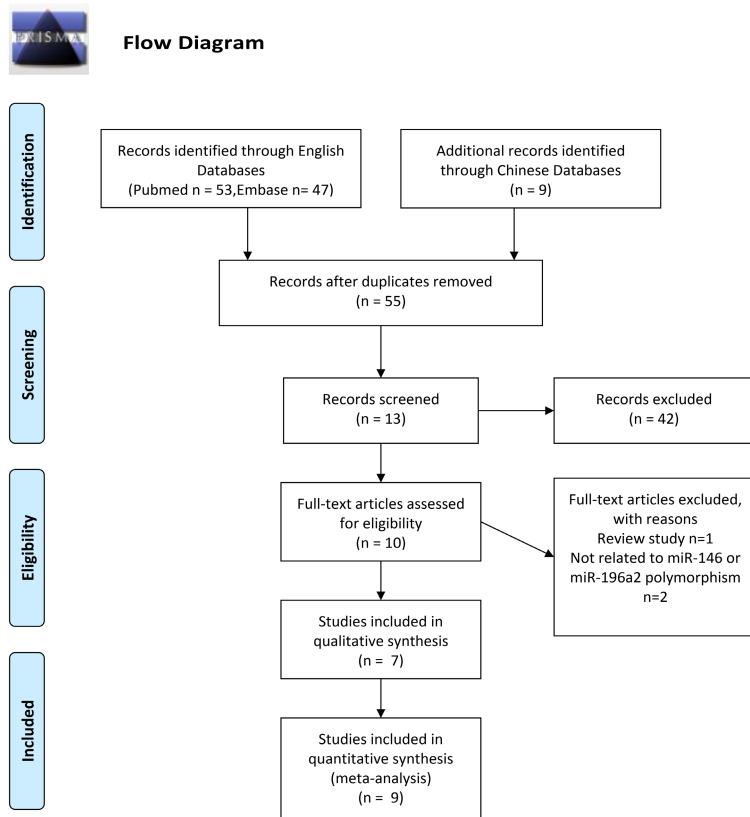 PRISMA
Flow Diagram
Identification
Records identified through English
Databases
(Pubmed n = 53,Embase n= 47)
Additional records identified
through Chinese Databases
(n = 9)
Records after duplicates removed
(n = 55)
Screening
Records screened
(n = 13)
Records excluded
(n = 42)
Eligibility
Full-text articles assessed
for eligibility
(n = 10)
Full-text articles excluded,
with reasons
Review study n=1
Not related to miR-146 or
miR-196a2 polymorphism
n=2
Studies included in
qualitative synthesis
(n =  7)
Included
Studies included in
quantitative synthesis
(meta-analysis)
(n =  9)